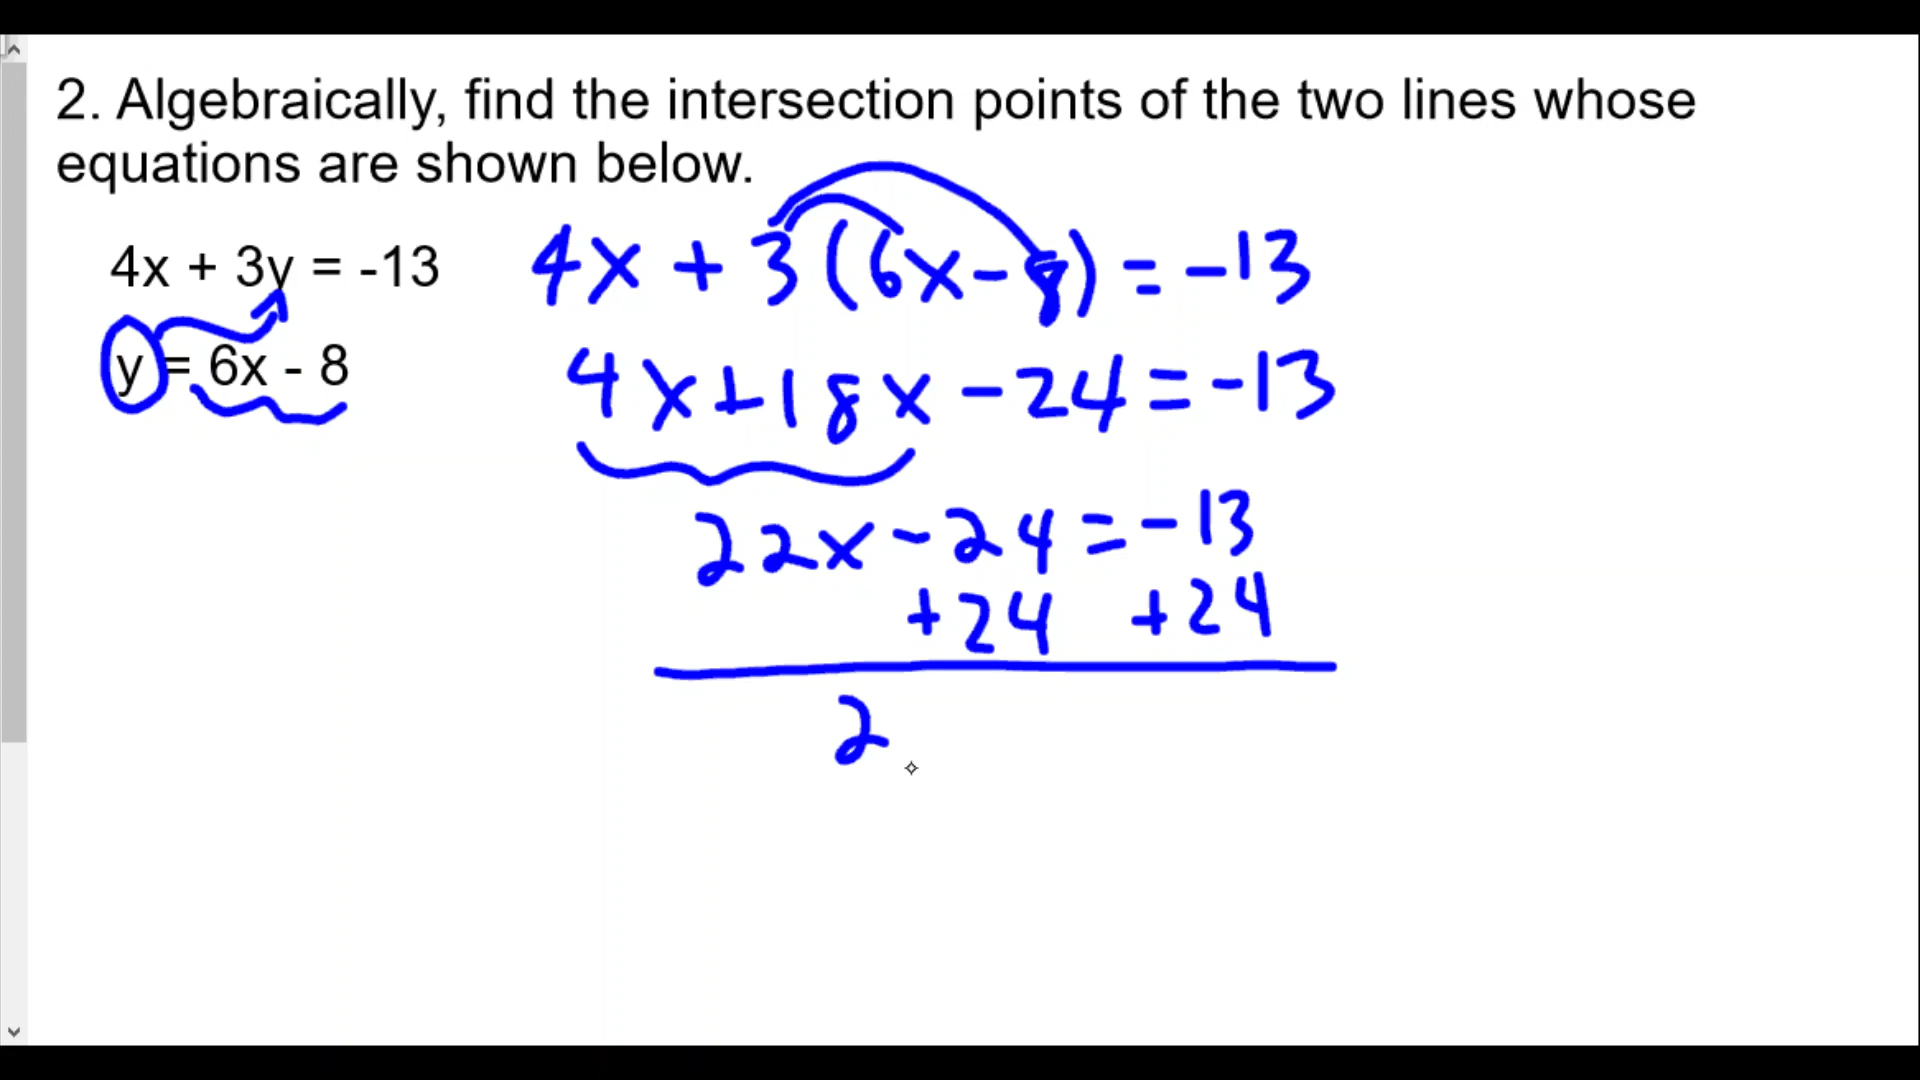 2. Algebraically, find the intersection points of the two lines whose
equations are shown below.
4x + 3y = -13
y = 6x - 8
4x + 3(6x - 8) = -13
4x + 18x - 24 = -13
22x - 24 = -13
+24 +24
2